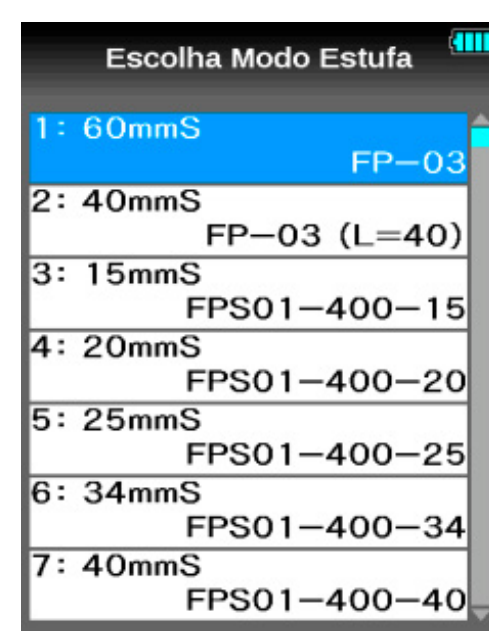 Escolha Modo Estufa
1: 60mmS
FP-03
2: 40mmS
FP-03 (L=40)
3: 15mmS
FPS01-400-15
4: 20mmS
FPS01-400-20
5: 25mmS
FPS01-400-25
6: 34mmS
FPS01-400-34
7: 40mmS
FPS01-400-40